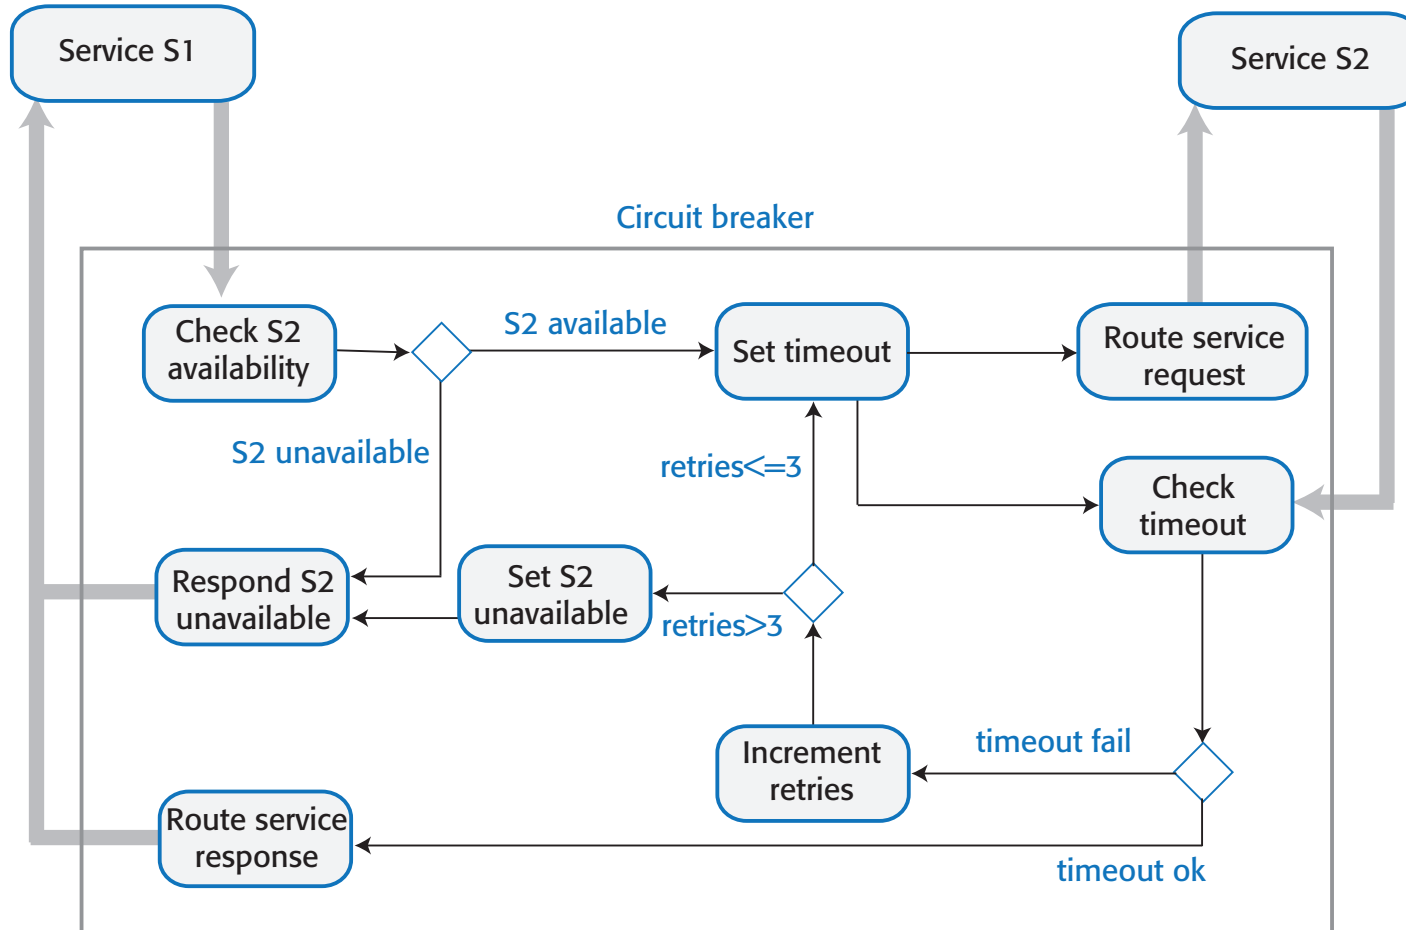 Service S1
Service S2
Circuit breaker
Check S2
availability
S2 available
Set timeout
Route service
request
S2 unavailable
retries<=3
Check
timeout
Respond S2
unavailable
Set S2
unavailable
retries>3
Increment
retries
timeout fail
Route service
response
timeout ok